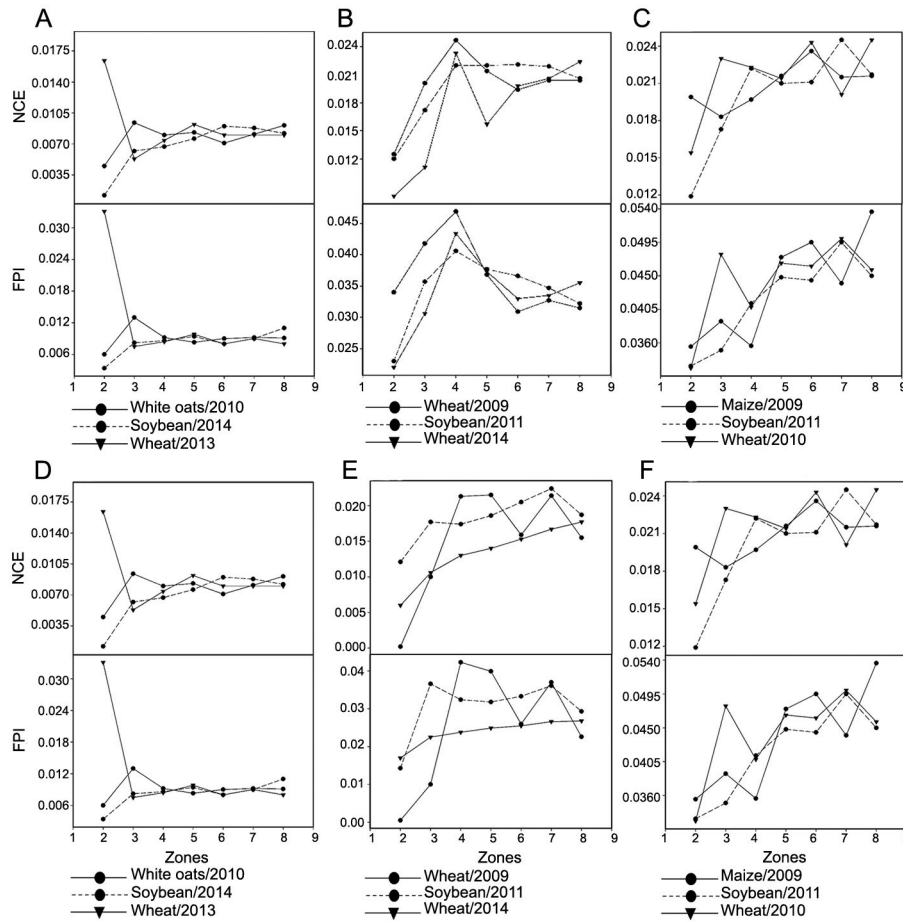 A
NCE
0.0175
0.0140
0.0105
0.0070
0.0035
FPI
0.030
0.024
0.018
0.012
0.006
1 2 3 4 5 6 7 8 9
White oats/2010
Soybean/2014
Wheat/2013
B
0.024
0.021
0.018
0.015
0.012
0.045
0.040
0.035
0.030
0.025
1 2 3 4 5 6 7 8 9
Wheat/2009
Soybean/2011
Wheat/2014
C
0.024
0.021
0.018
0.015
0.012
0.0540
0.0495
0.0450
0.0405
0.0360
1 2 3 4 5 6 7 8 9
Maize/2009
Soybean/2011
Wheat/2010
D
NCE
0.0175
0.0140
0.0105
0.0070
0.0035
FPI
0.030
0.024
0.018
0.012
0.006
1 2 3 4 5 6 7 8 9
Zones
White oats/2010
Soybean/2014
Wheat/2013
E
0.020
0.015
0.010
0.005
0.000
0.04
0.03
0.02
0.01
0.00
1 2 3 4 5 6 7 8 9
Zones
Wheat/2009
Soybean/2011
Wheat/2014
F
0.024
0.021
0.018
0.015
0.012
0.0540
0.0495
0.0450
0.0405
0.0360
1 2 3 4 5 6 7 8 9
Zones
Maize/2009
Soybean/2011
Wheat/2010